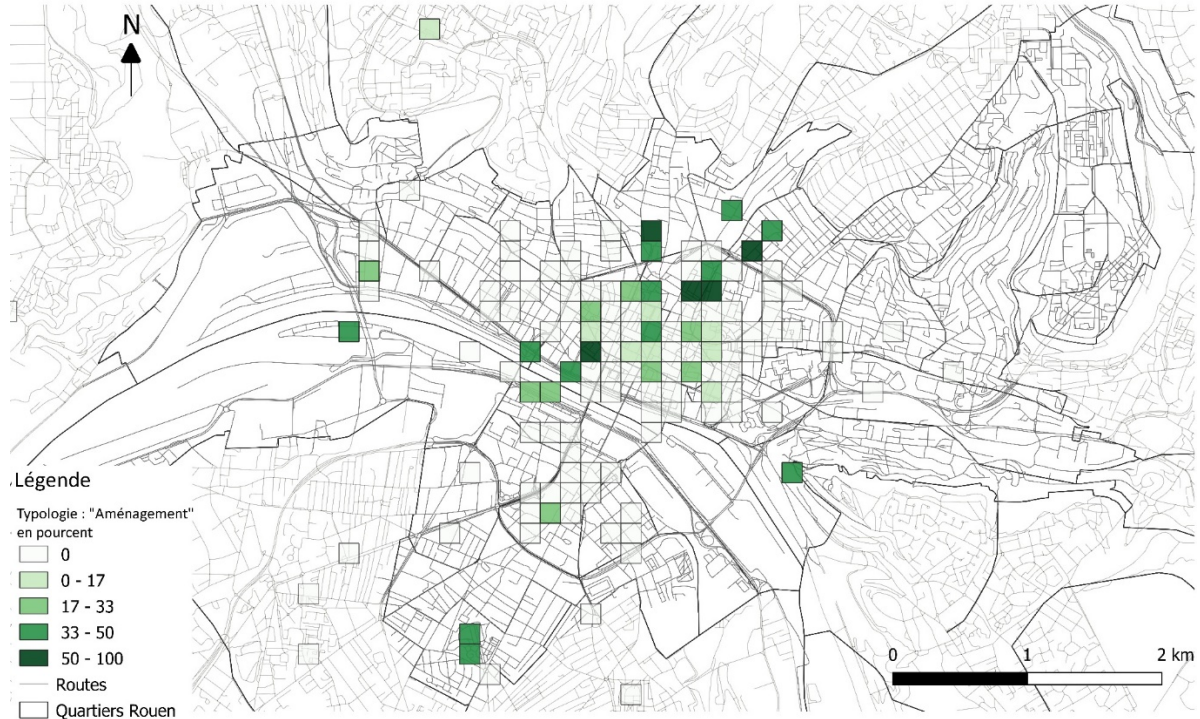 N
Légende
Typologie : "Aménagement"
en pourcent
0
0 - 17
17 - 33
33 - 50
50 - 100
Routes
Quartiers Rouen
0 1 2 km